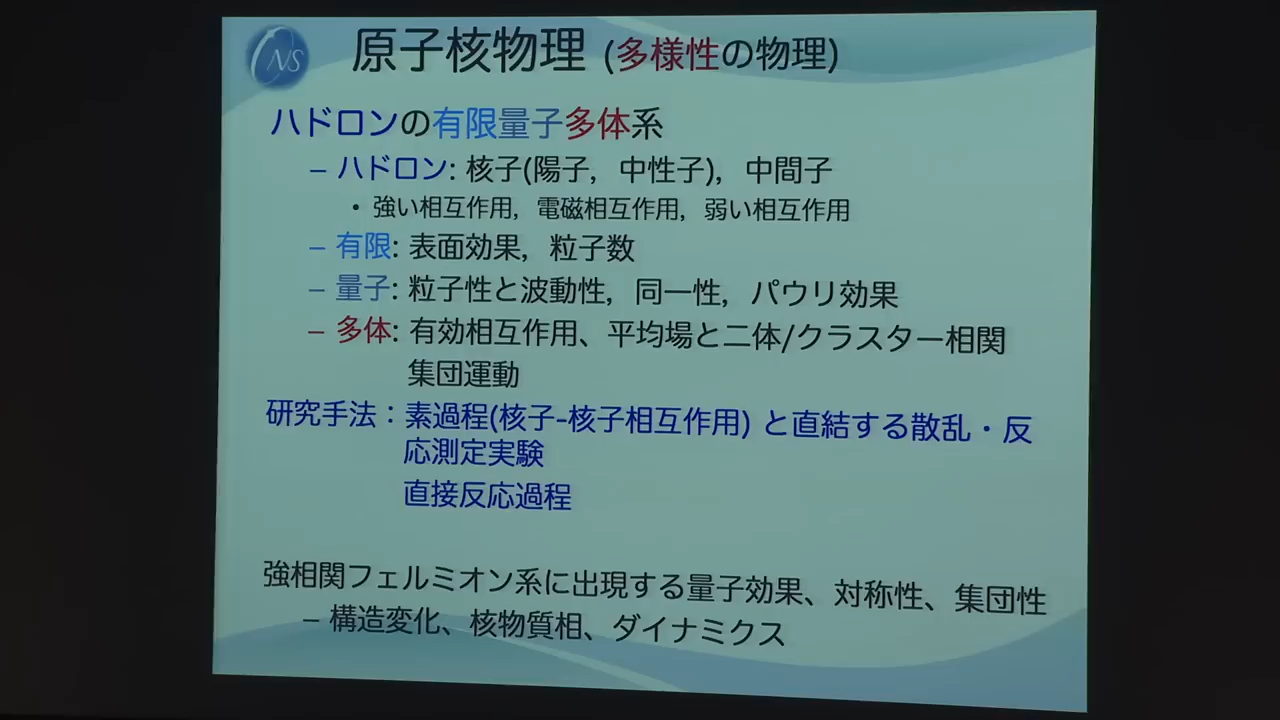 CNS
原子核物理 (多様性の物理)
ハドロンの有限量子多体系
– ハドロン: 核子(陽子, 中性子), 中間子
• 強い相互作用, 電磁相互作用, 弱い相互作用
– 有限: 表面効果, 粒子数
– 量子: 粒子性と波動性, 同一性, パウリ効果
– 多体: 有効相互作用、平均場と二体/クラスター相関
集団運動
研究手法：素過程(核子-核子相互作用) と直結する散乱・反
応測定実験
直接反応過程
強相関フェルミオン系に出現する量子効果、対称性、集団性
– 構造変化、核物質相、ダイナミクス